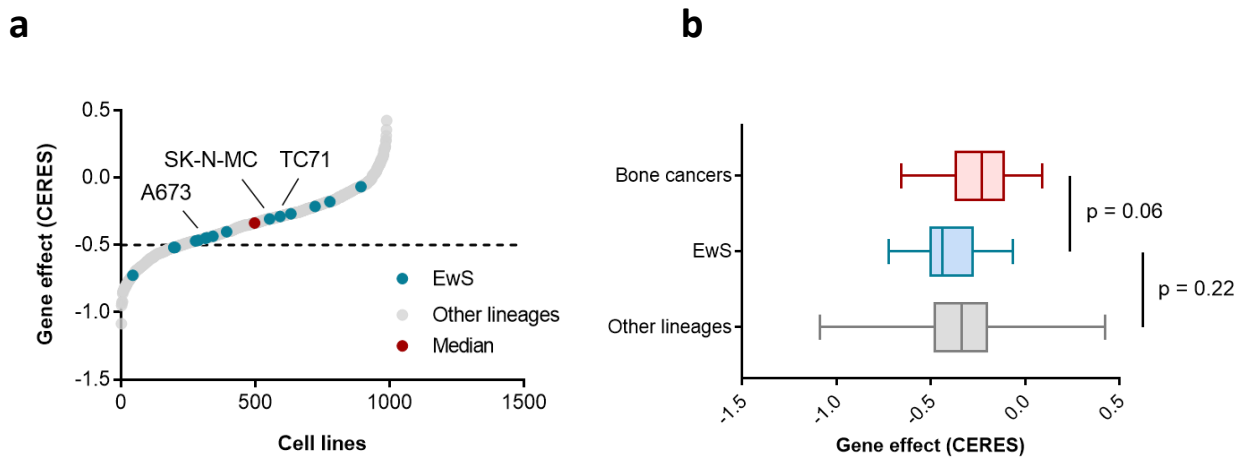 a
Gene effect (CERES)
0.5
0.0
-0.5
-1.0
-1.5
A673
SK-N-MC
TC71
EwS
Other lineages
Median
0
500
1000
1500
Cell lines
b
Bone cancers
EwS
Other lineages
p = 0.06
p = 0.22
-1.5
-1.0
-0.5
0.0
0.5
Gene effect (CERES)